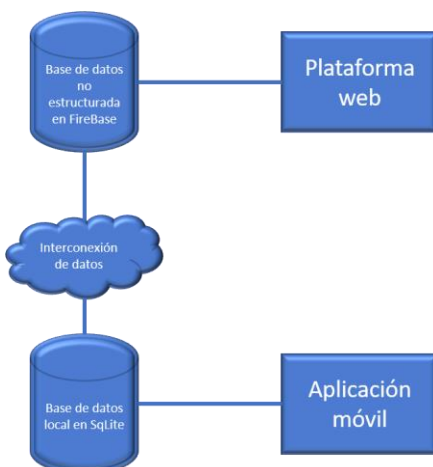 Base de datos
no
estructurada
en FireBase
Plataforma
web
Interconexión
de datos
Base de datos
local en SqLite
Aplicación
móvil